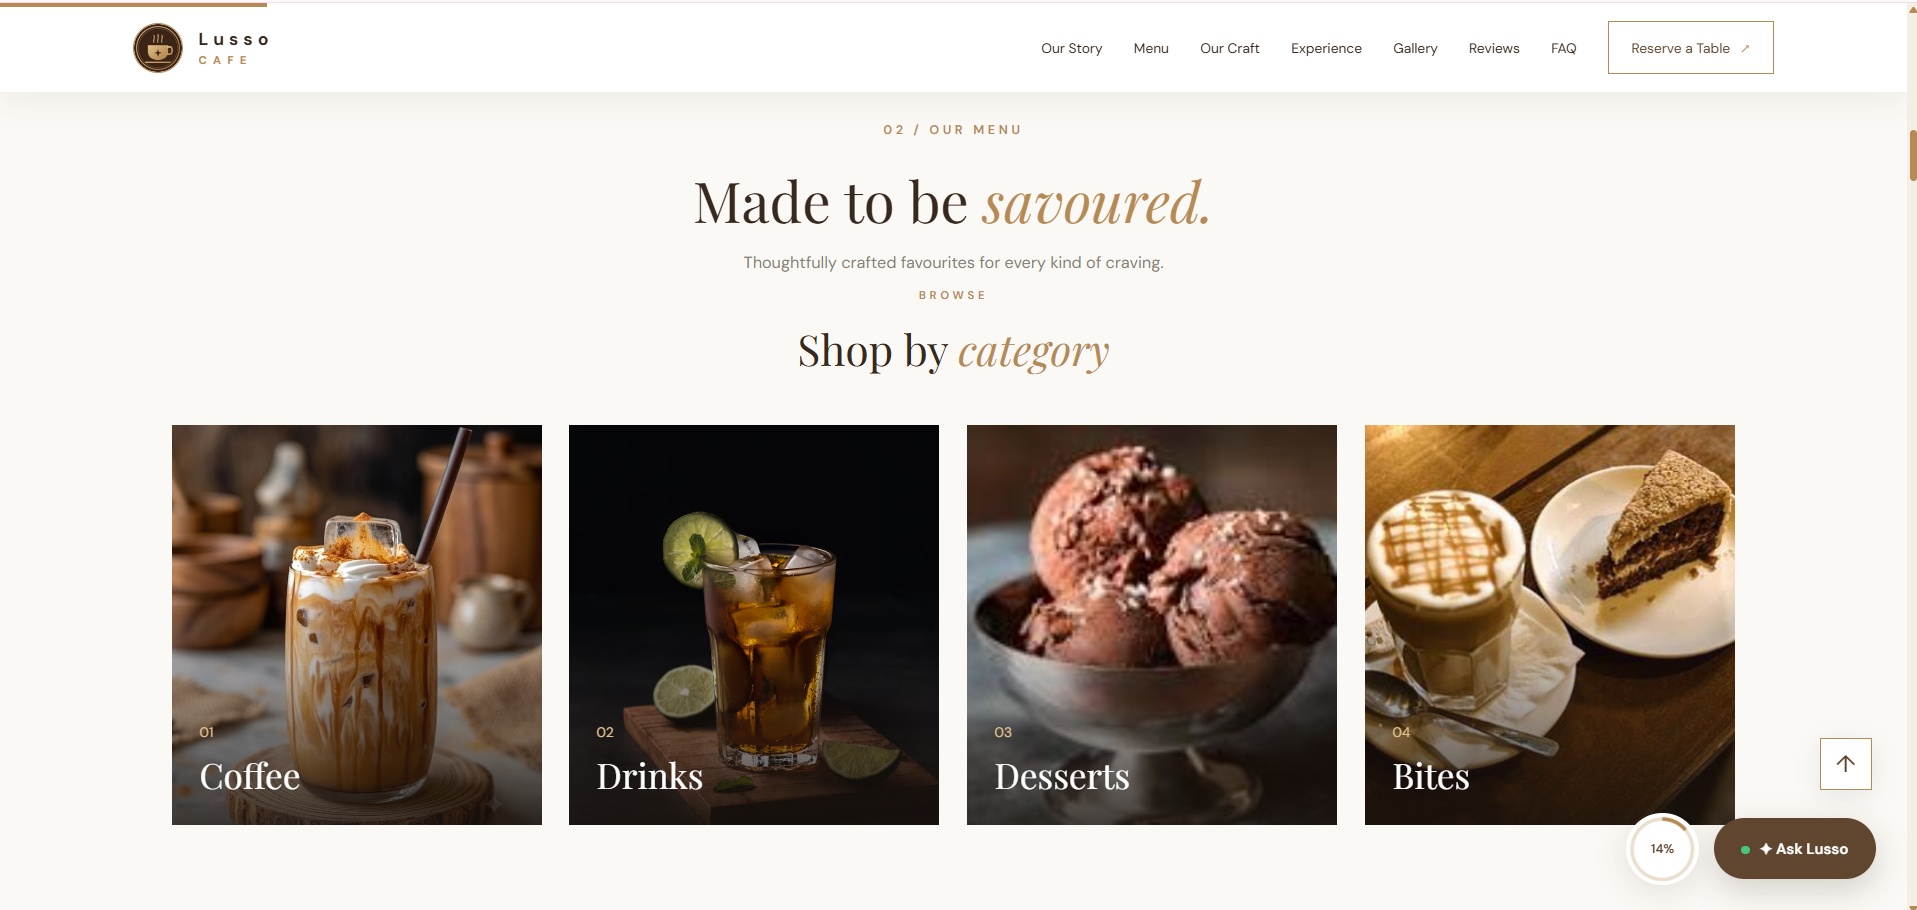 Lusso
CAFE
Our Story
Menu
Our Craft
Experience
Gallery
Reviews
FAQ
Reserve a Table ↗
02 / OUR MENU
Made to be savoured.
Thoughtfully crafted favourites for every kind of craving.
BROWSE
Shop by category
01
Coffee
02
Drinks
03
Desserts
04
Bites
14%
✦ Ask Lusso